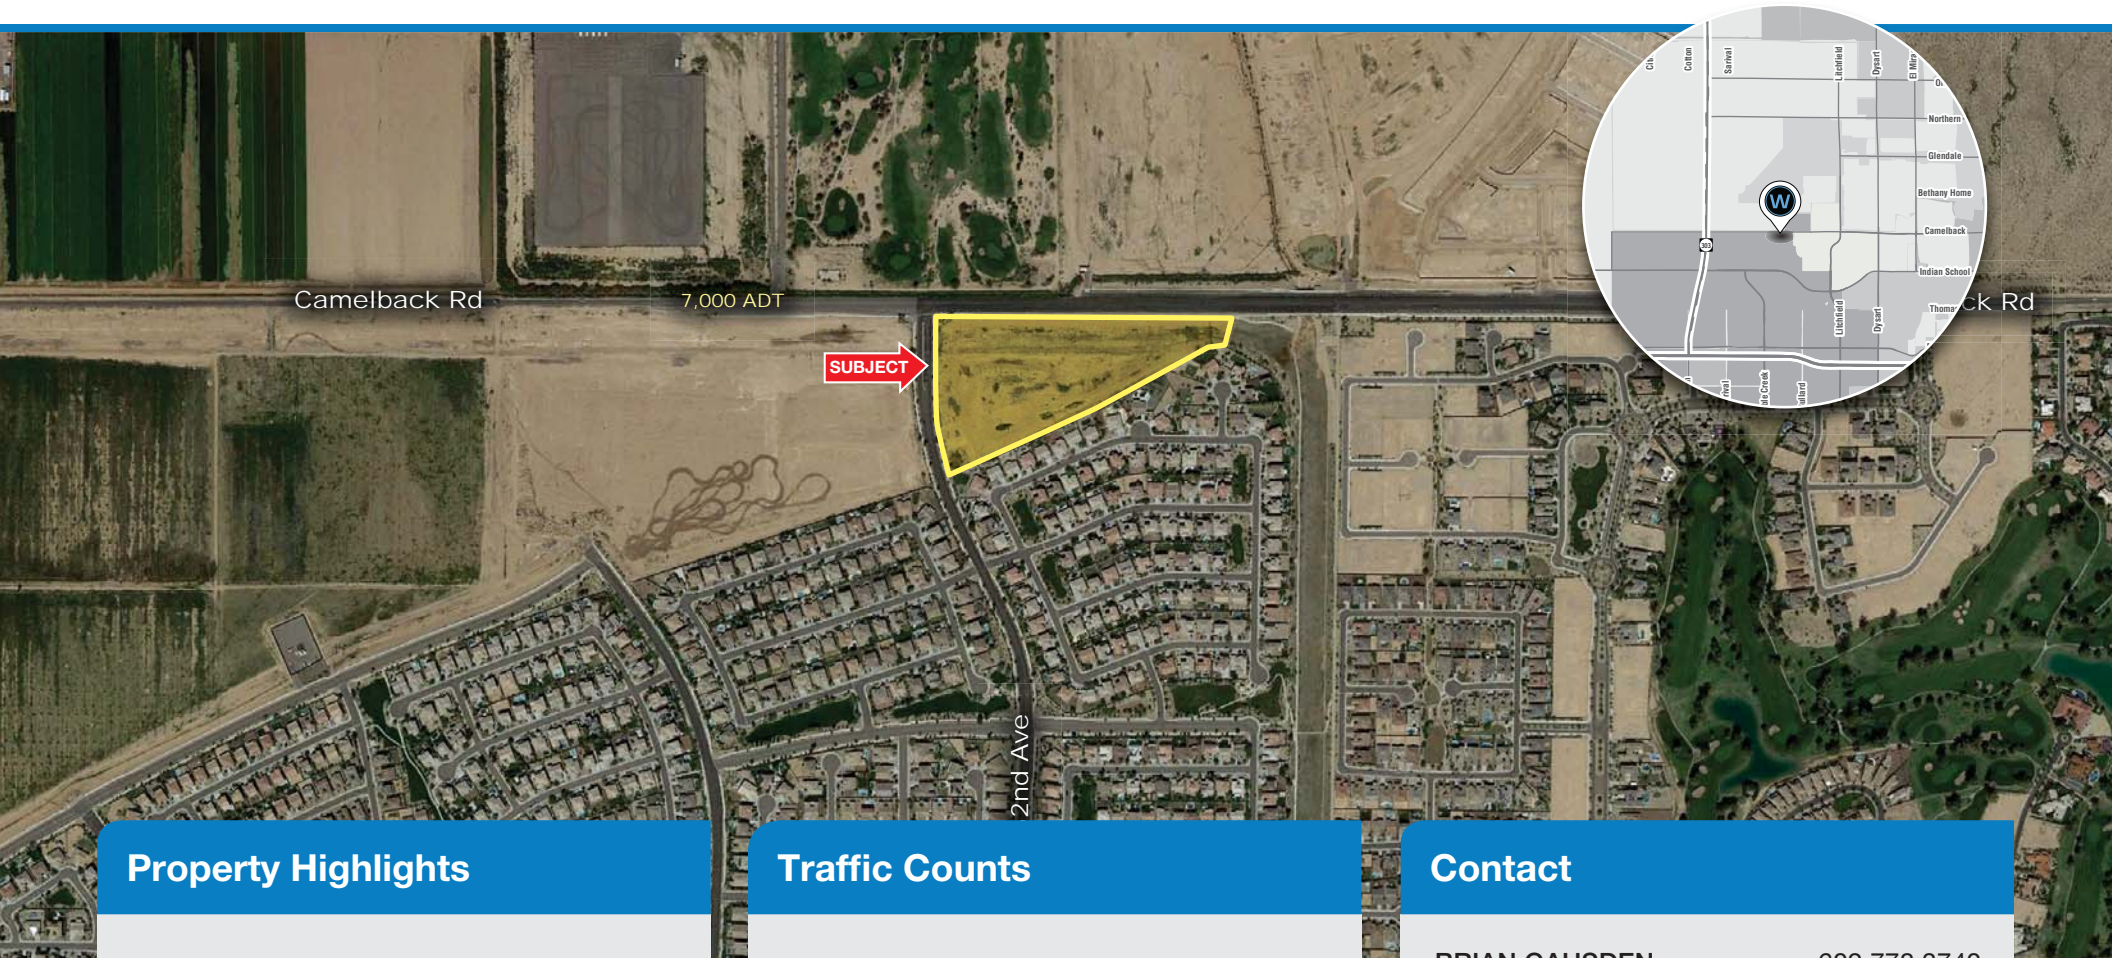 Cotton
Sarival
Litchfield
Dysart
Northern
Glendale
Bethany Home
W
Camelback
303
Indian School
Litchfield
Dysart
Camelback Rd
7,000 ADT
ck Rd
SUBJECT
2nd Ave
Property Highlights
Traffic Counts
Contact